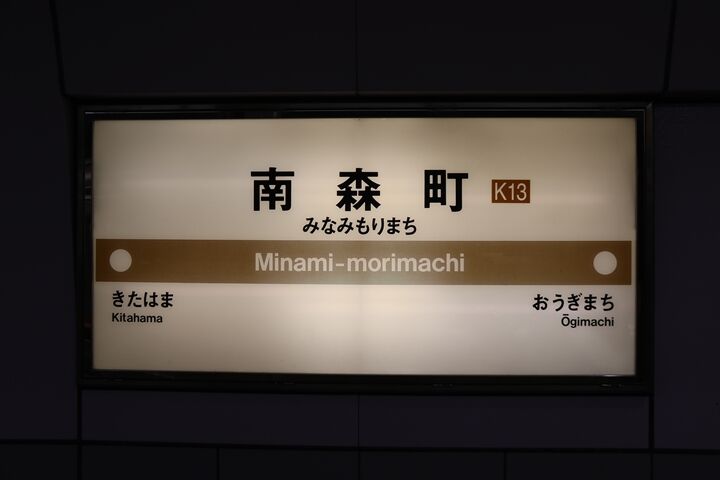 南森町 K13
みなみもりまち
Minami-morimachi
きたはま
Kitahama
おうぎまち
Ōgimachi